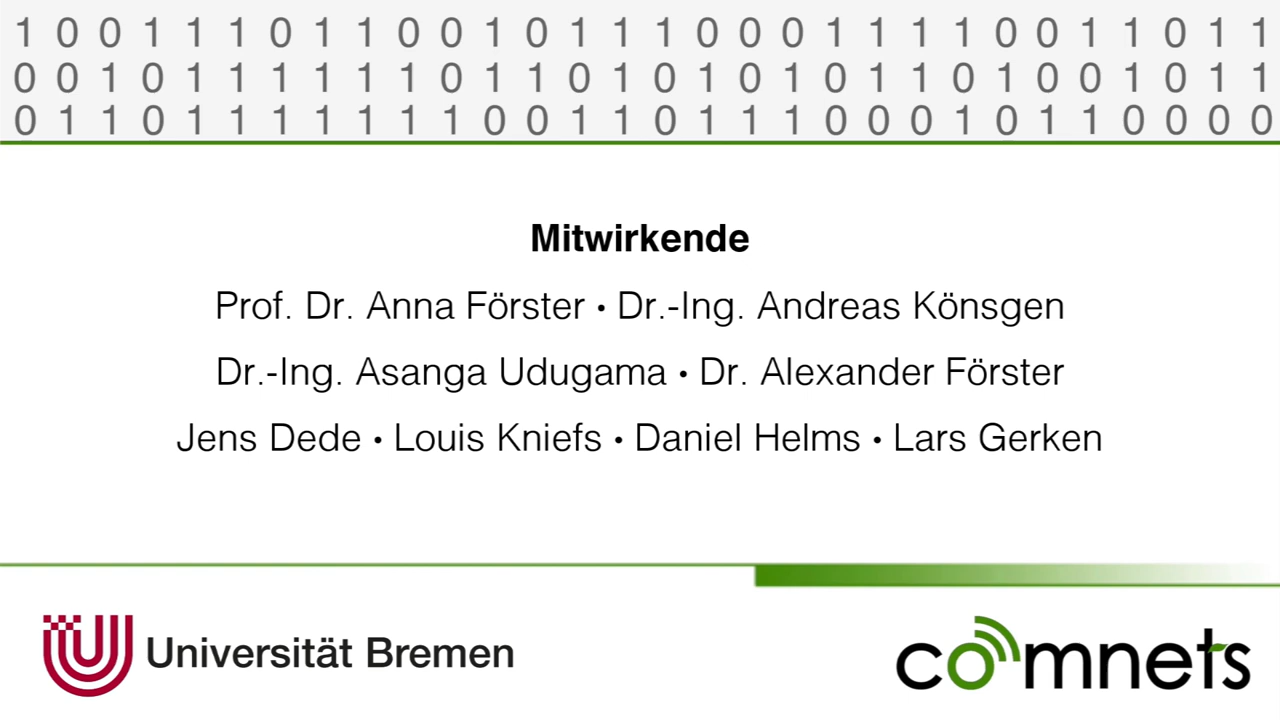 1 0 0 1 1 1 0 1 1 0 0 1 0 1 1 1 0 0 0 1 1 1 1 0 0 1 1 0 1 1
0 0 1 0 1 1 1 1 1 1 0 1 1 0 1 0 1 0 1 0 1 1 0 1 0 0 1 0 1 1
0 1 1 0 1 1 1 1 1 1 1 0 0 1 1 0 1 1 1 0 0 0 1 0 1 1 0 0 0 0
Mitwirkende
Prof. Dr. Anna Förster • Dr.-Ing. Andreas Könsgen
Dr.-Ing. Asanga Udugama • Dr. Alexander Förster
Jens Dede • Louis Kniefs • Daniel Helms • Lars Gerken
Universität Bremen
comnets